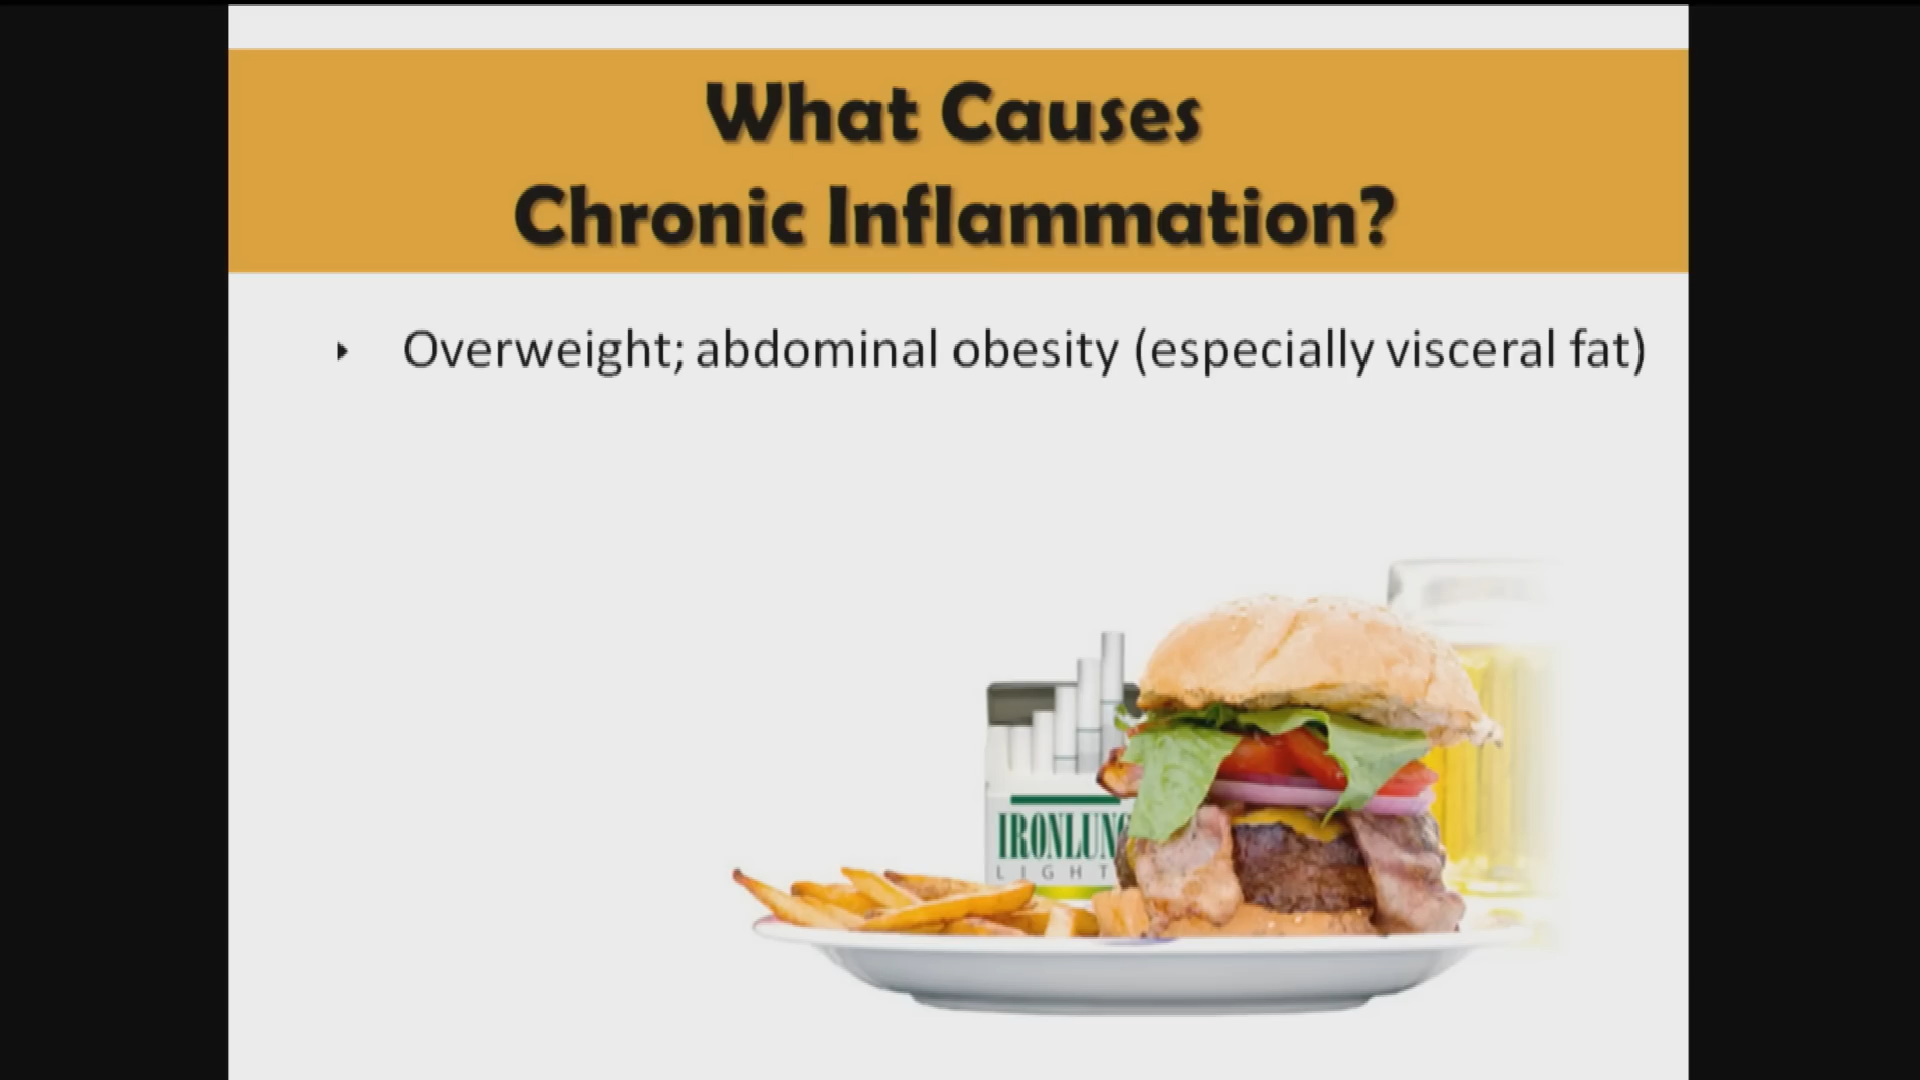 What Causes
Chronic Inflammation?
Overweight; abdominal obesity (especially visceral fat)
IRONLUNG
LIGHT